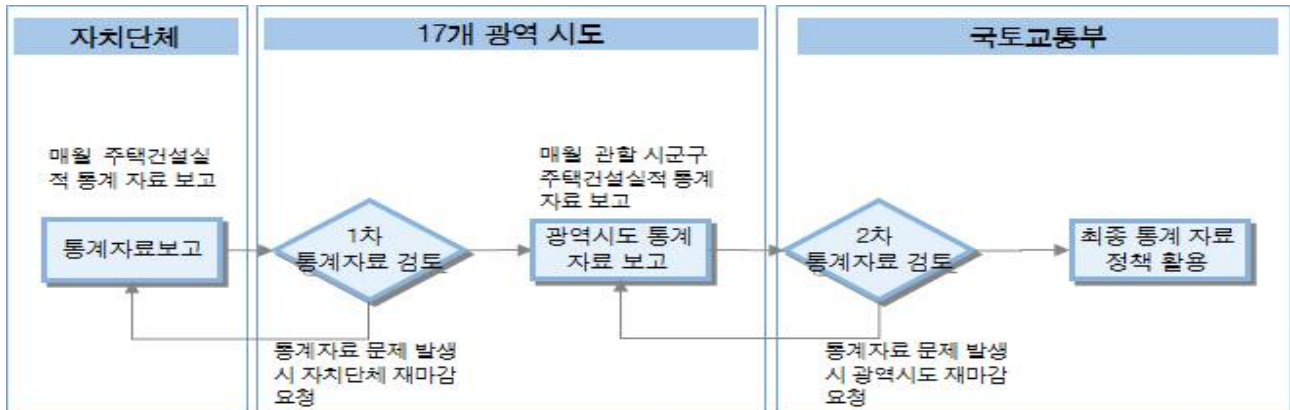 자치단체
17개 광역 시도
국토교통부
매월 주택건설실
적 통계 자료 보고
통계자료보고
1차
통계자료 검토
통계자료 문제 발생
시 자치단체 재마감
요청
매월 관할 시군구
주택건설실적 통계
자료 보고
광역시도 통계
자료 보고
2차
통계자료 검토
통계자료 문제 발생
시 광역시도 재마감
요청
최종 통계 자료
정책 활용